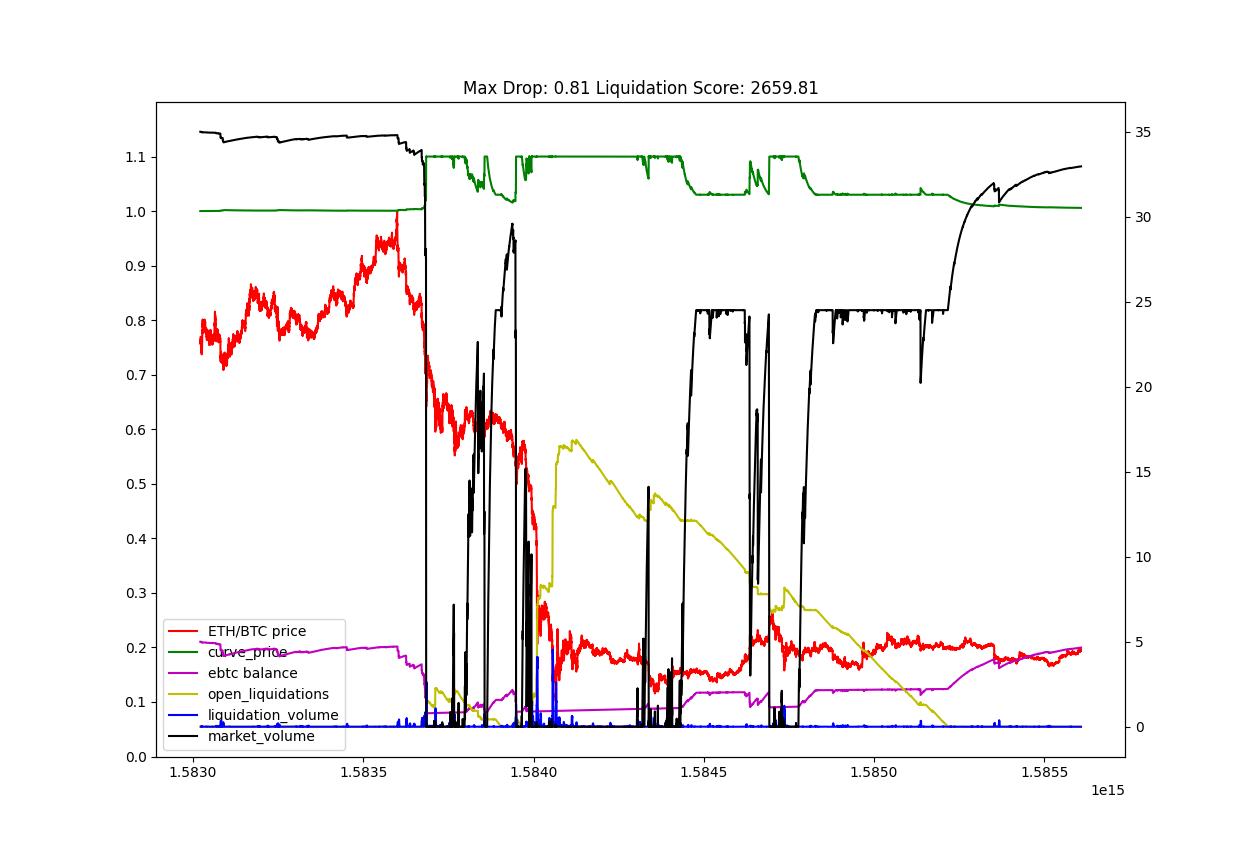 Max Drop: 0.81 Liquidation Score: 2659.81
35
1.1
30
1.0
0.9
25
0.8
0.7
20
0.6
15
0.5
0.4
10
0.3
ETH/BTC price
5
0.2
curve_price
ebtc balance
open_liquidations
0.1
liquidation_volume
0
market_volume
0.0
1.5830 1.5835 1.5840 1.5845 1.5850 1.5855
1e15